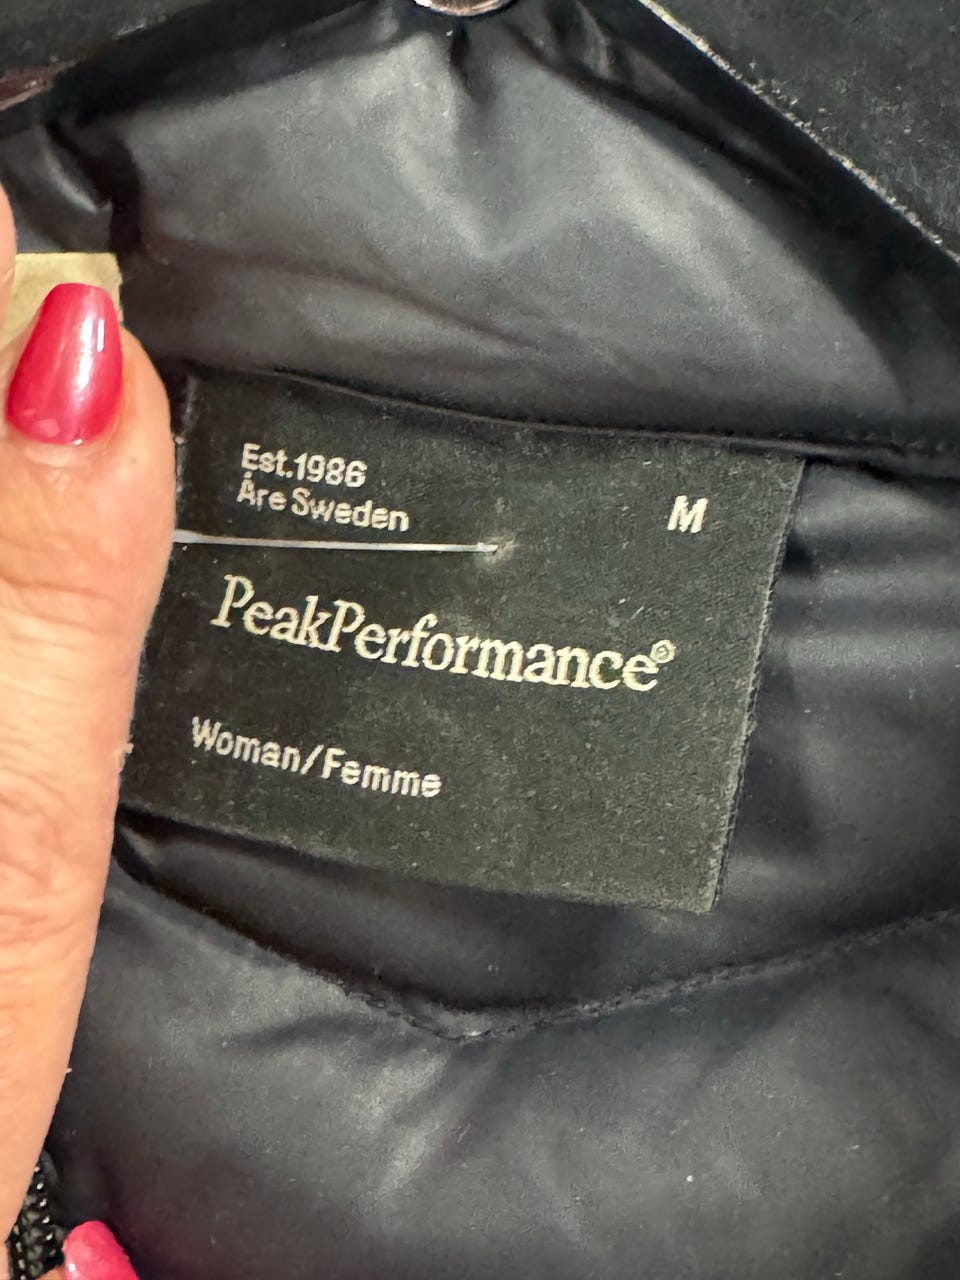 Est.1986
Åre Sweden
M
PeakPerformance®
Woman/Femme